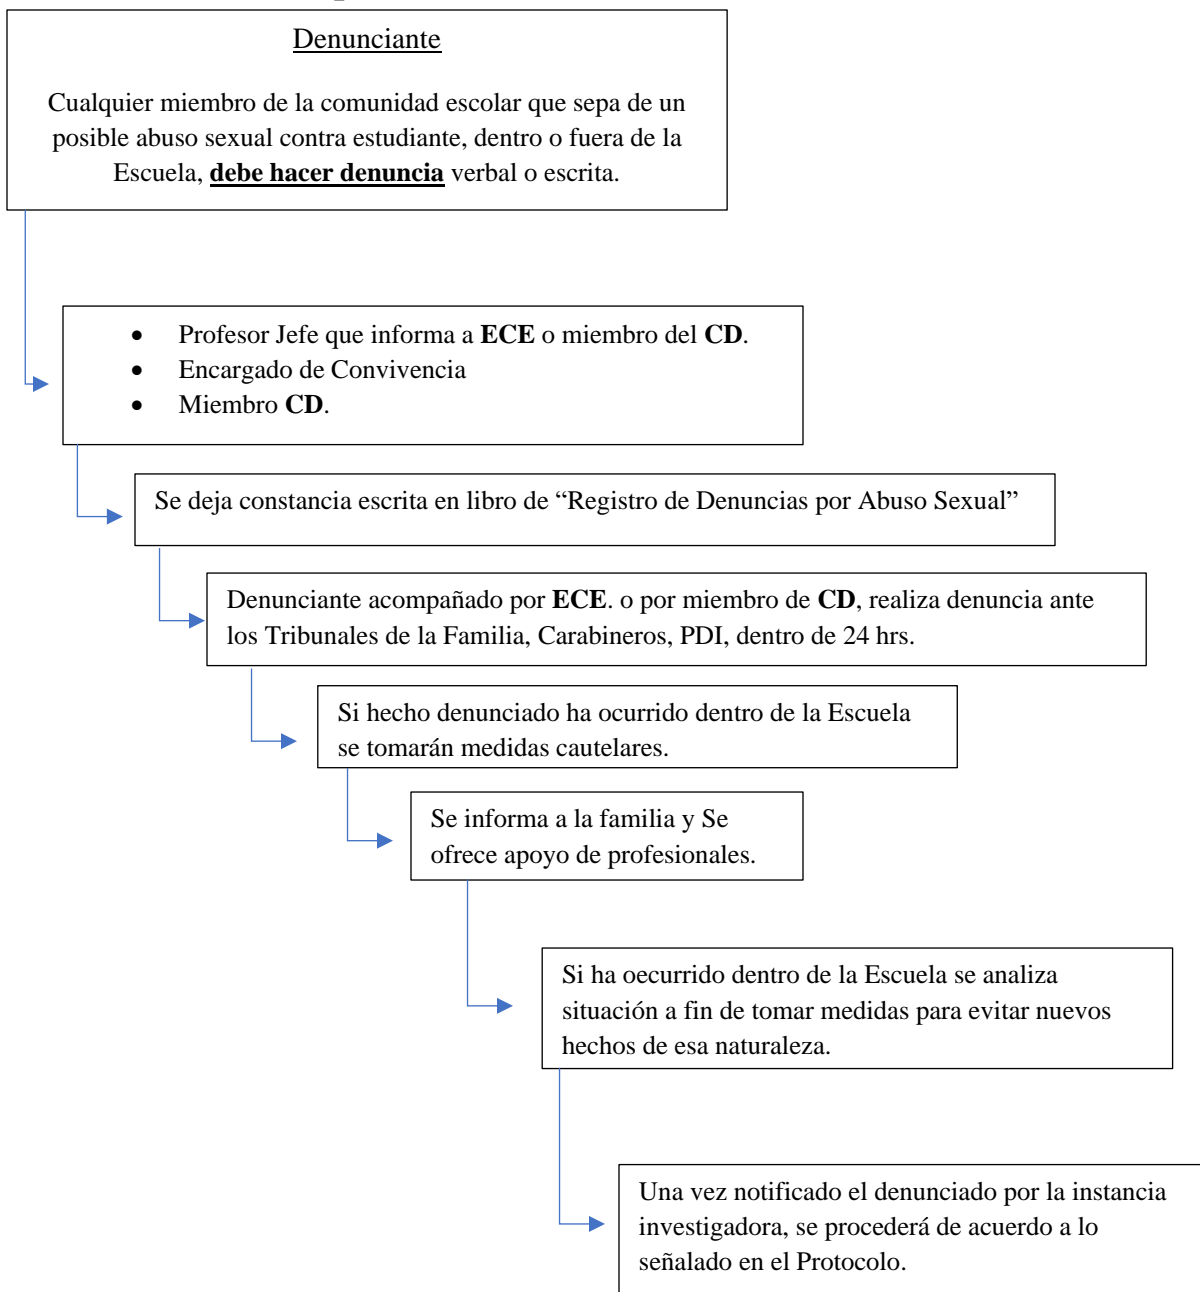 Denunciante
Cualquier miembro de la comunidad escolar que sepa de un
posible abuso sexual contra estudiante, dentro o fuera de la
Escuela, debe hacer denuncia verbal o escrita.
• Profesor Jefe que informa a ECE o miembro del CD.
• Encargado de Convivencia
• Miembro CD.
Se deja constancia escrita en libro de “Registro de Denuncias por Abuso Sexual”
Denunciante acompañado por ECE. o por miembro de CD, realiza denuncia ante
los Tribunales de la Familia, Carabineros, PDI, dentro de 24 hrs.
Si hecho denunciado ha ocurrido dentro de la Escuela
se tomarán medidas cautelares.
Se informa a la familia y Se
ofrece apoyo de profesionales.
Si ha oecurrido dentro de la Escuela se analiza
situación a fin de tomar medidas para evitar nuevos
hechos de esa naturaleza.
Una vez notificado el denunciado por la instancia
investigadora, se procederá de acuerdo a lo
señalado en el Protocolo.